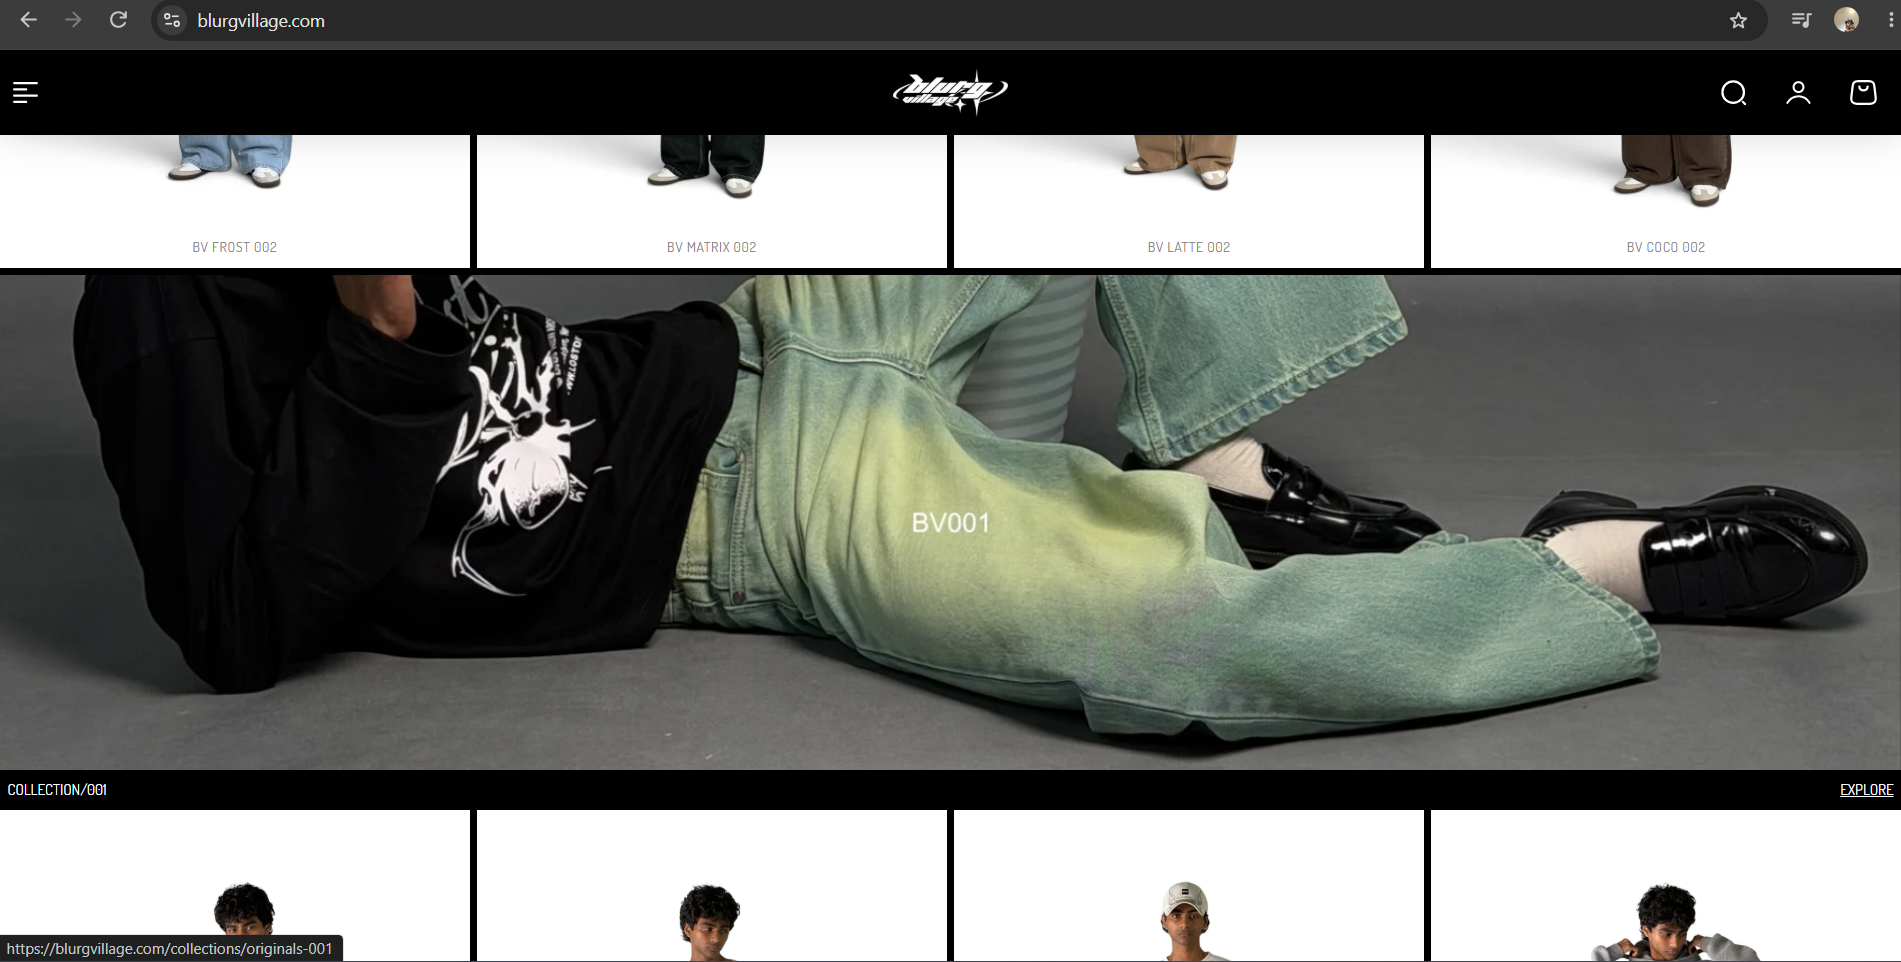 blurgvillage.com
blurg
village
BV FROST 002
BV MATRIX 002
BV LATTE 002
BV COCO 002
BV001
COLLECTION/001
EXPLORE
https://blurgvillage.com/collections/originals-001